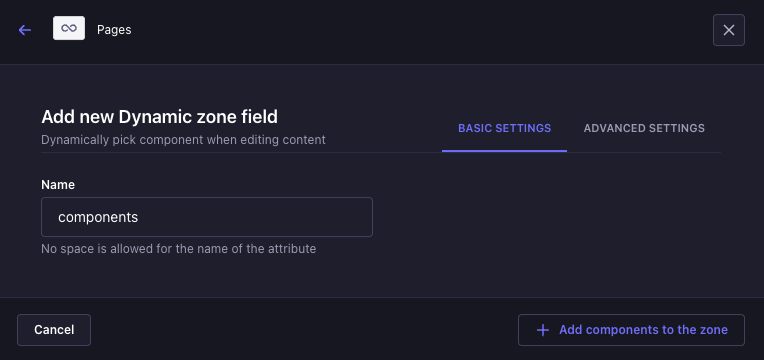 Pages
Add new Dynamic zone field
Dynamically pick component when editing content
BASIC SETTINGS
ADVANCED SETTINGS
Name
components
No space is allowed for the name of the attribute
Cancel
Add components to the zone